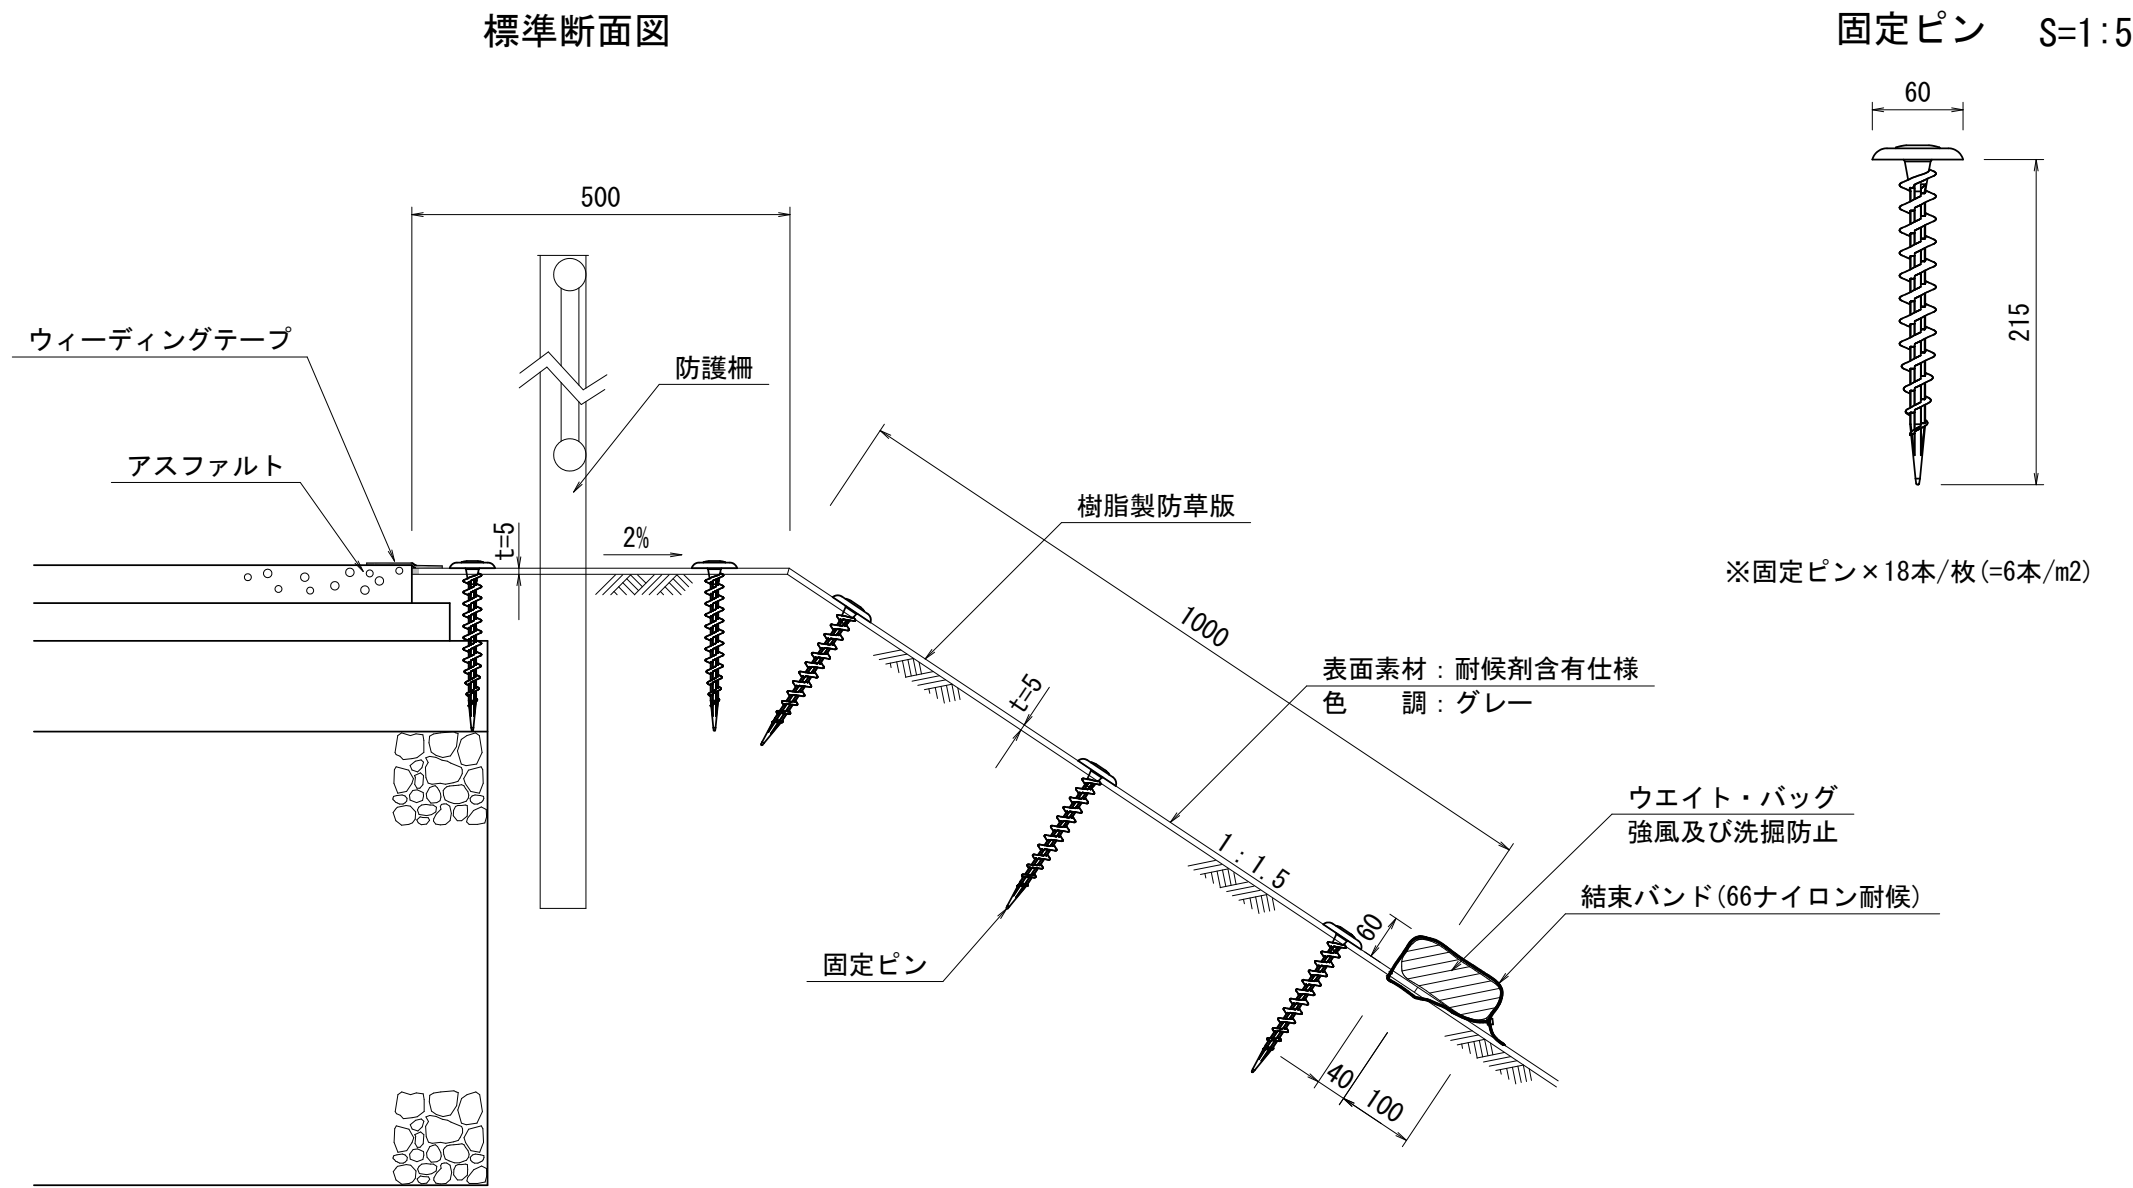 標準断面図
固定ピン S=1:5
60
215
※固定ピン×18本/枚(=6本/m2)
500
ウィーディングテープ
防護柵
アスファルト
t=5
2%
樹脂製防草版
1000
表面素材：耐候剤含有仕様
色　　調：グレー
t=5
ウエイト・バッグ
強風及び洗掘防止
1：1.5
結束バンド(66ナイロン耐候)
60
固定ピン
40
100